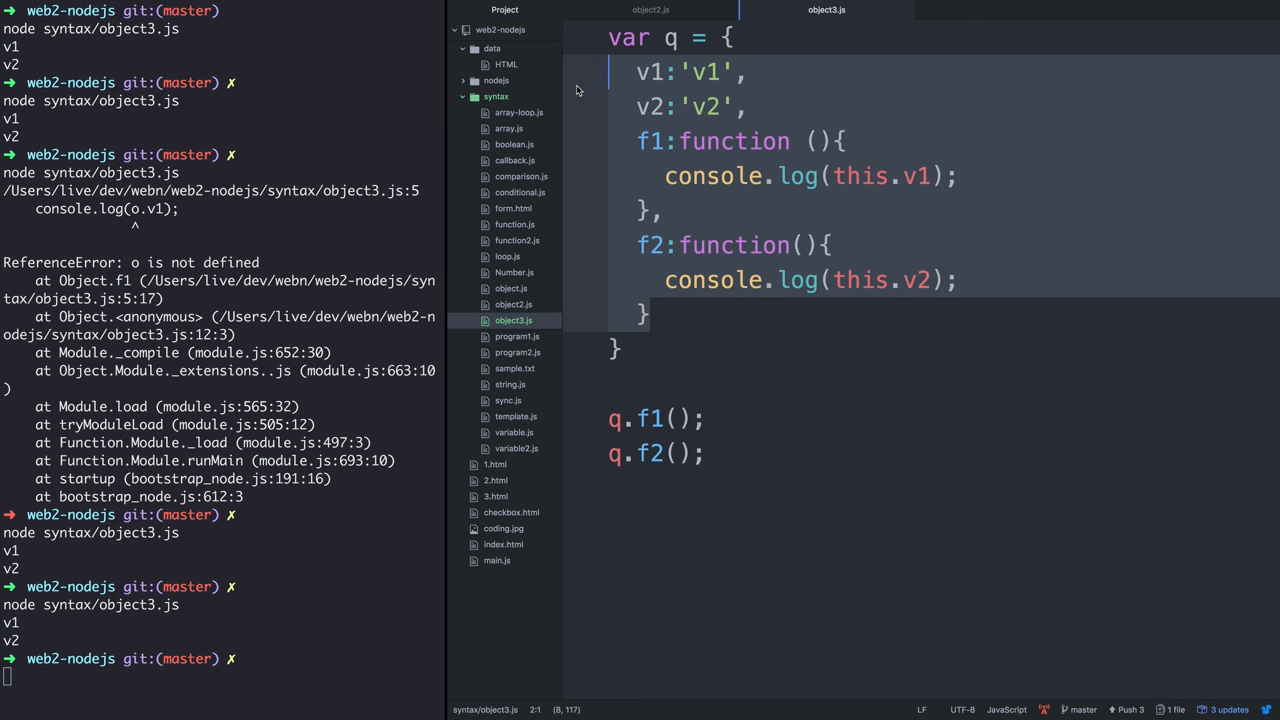 ➜  web2-nodejs git:(master)
node syntax/object3.js
v1
v2
➜  web2-nodejs git:(master) ✗
node syntax/object3.js
v1
v2
➜  web2-nodejs git:(master) ✗
node syntax/object3.js
/Users/live/dev/webn/web2-nodejs/syntax/object3.js:5
    console.log(o.v1);
                ^
ReferenceError: o is not defined
    at Object.f1 (/Users/live/dev/webn/web2-nodejs/syn
tax/object3.js:5:17)
    at Object.<anonymous> (/Users/live/dev/webn/web2-n
odejs/syntax/object3.js:12:3)
    at Module._compile (module.js:652:30)
    at Object.Module._extensions..js (module.js:663:10
)
    at Module.load (module.js:565:32)
    at tryModuleLoad (module.js:505:12)
    at Function.Module._load (module.js:497:3)
    at Function.Module.runMain (module.js:693:10)
    at startup (bootstrap_node.js:191:16)
    at bootstrap_node.js:612:3
➜  web2-nodejs git:(master) ✗
node syntax/object3.js
v1
v2
➜  web2-nodejs git:(master) ✗
node syntax/object3.js
v1
v2
➜  web2-nodejs git:(master) ✗
Project
web2-nodejs
data
HTML
nodejs
syntax
array-loop.js
array.js
boolean.js
callback.js
comparison.js
conditional.js
form.html
function.js
function2.js
loop.js
Number.js
object.js
object2.js
object3.js
program1.js
program2.js
sample.txt
string.js
sync.js
template.js
variable.js
variable2.js
1.html
2.html
3.html
checkbox.html
coding.jpg
index.html
main.js
object2.js
object3.js
var q = {
  v1:'v1',
  v2:'v2',
  f1:function (){
    console.log(this.v1);
  },
  f2:function(){
    console.log(this.v2);
  }
}
q.f1();
q.f2();
syntax/object3.js 2:1 (8, 117) LF UTF-8 JavaScript master Push 3 1 file 3 updates